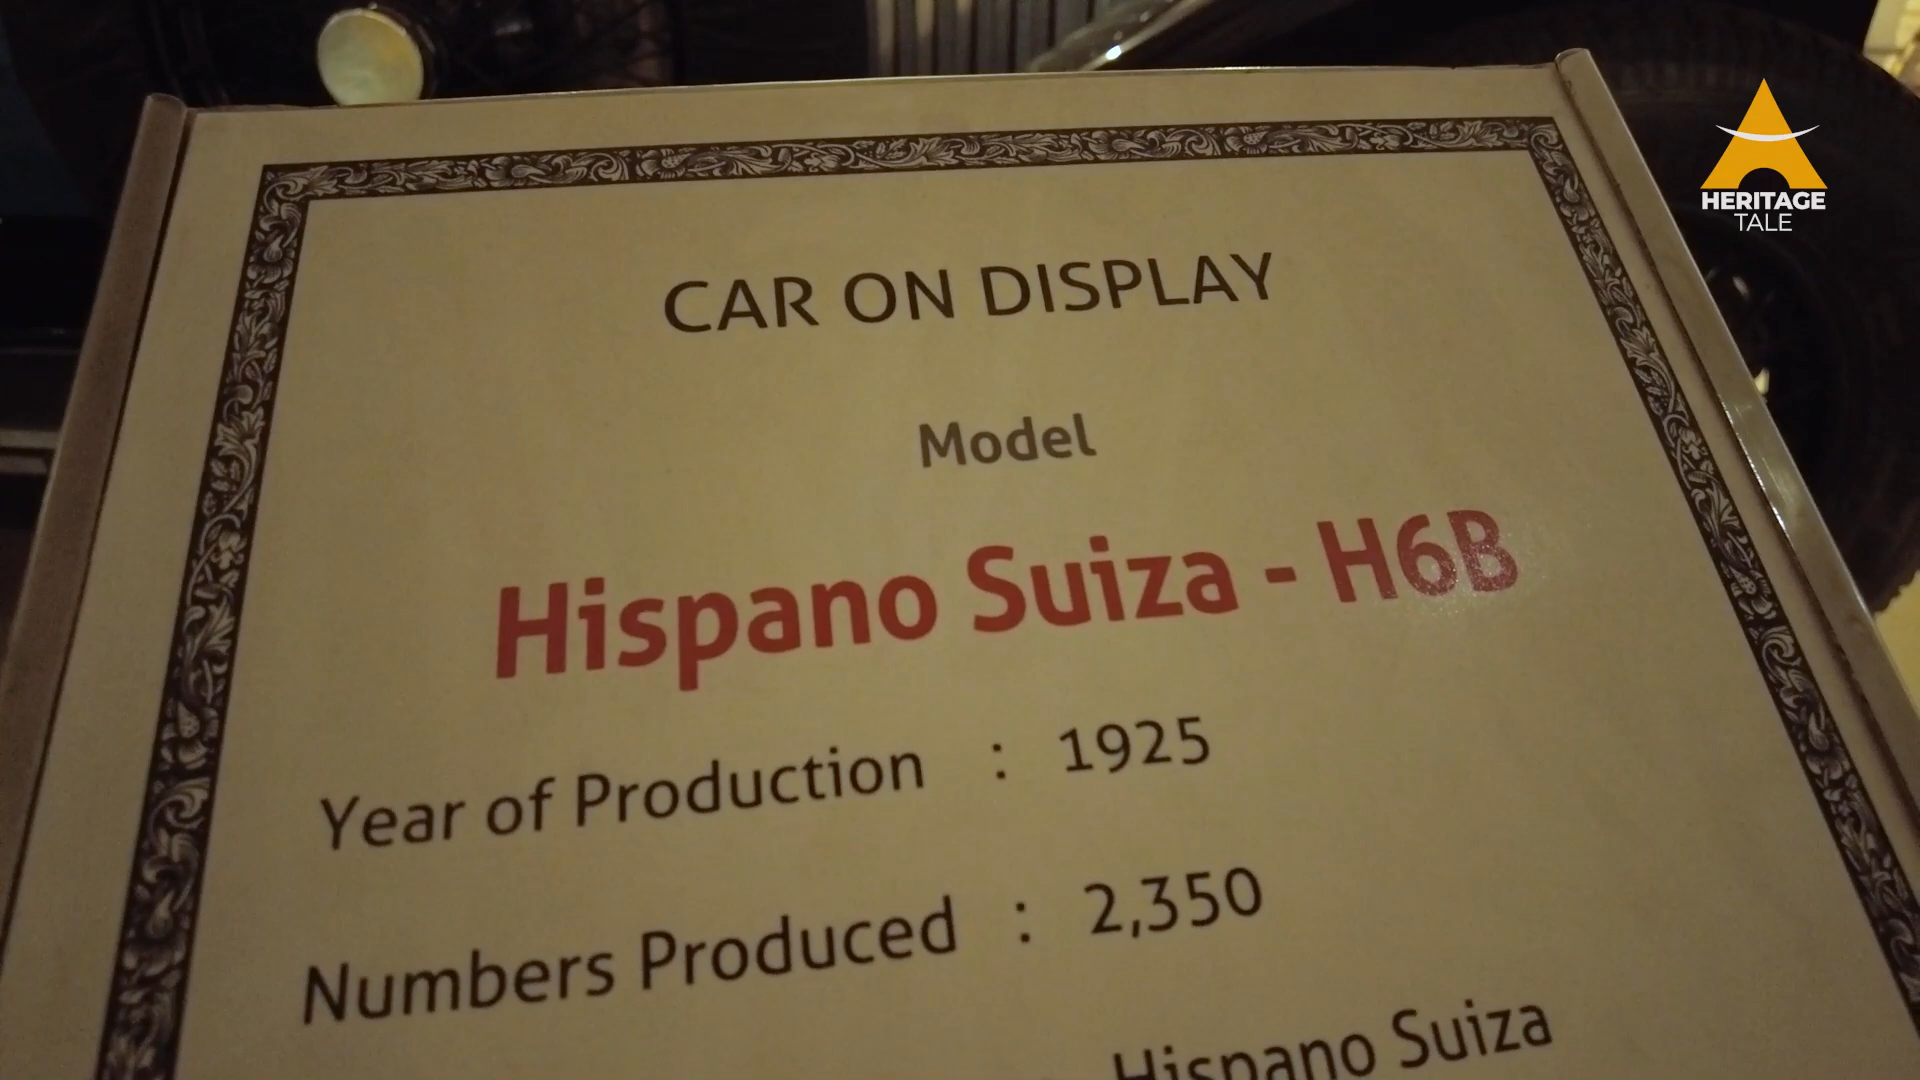 HERITAGE
TALE
CAR ON DISPLAY
Model
Hispano Suiza - H6B
Year of Production : 1925
Numbers Produced : 2,350
Hispano Suiza